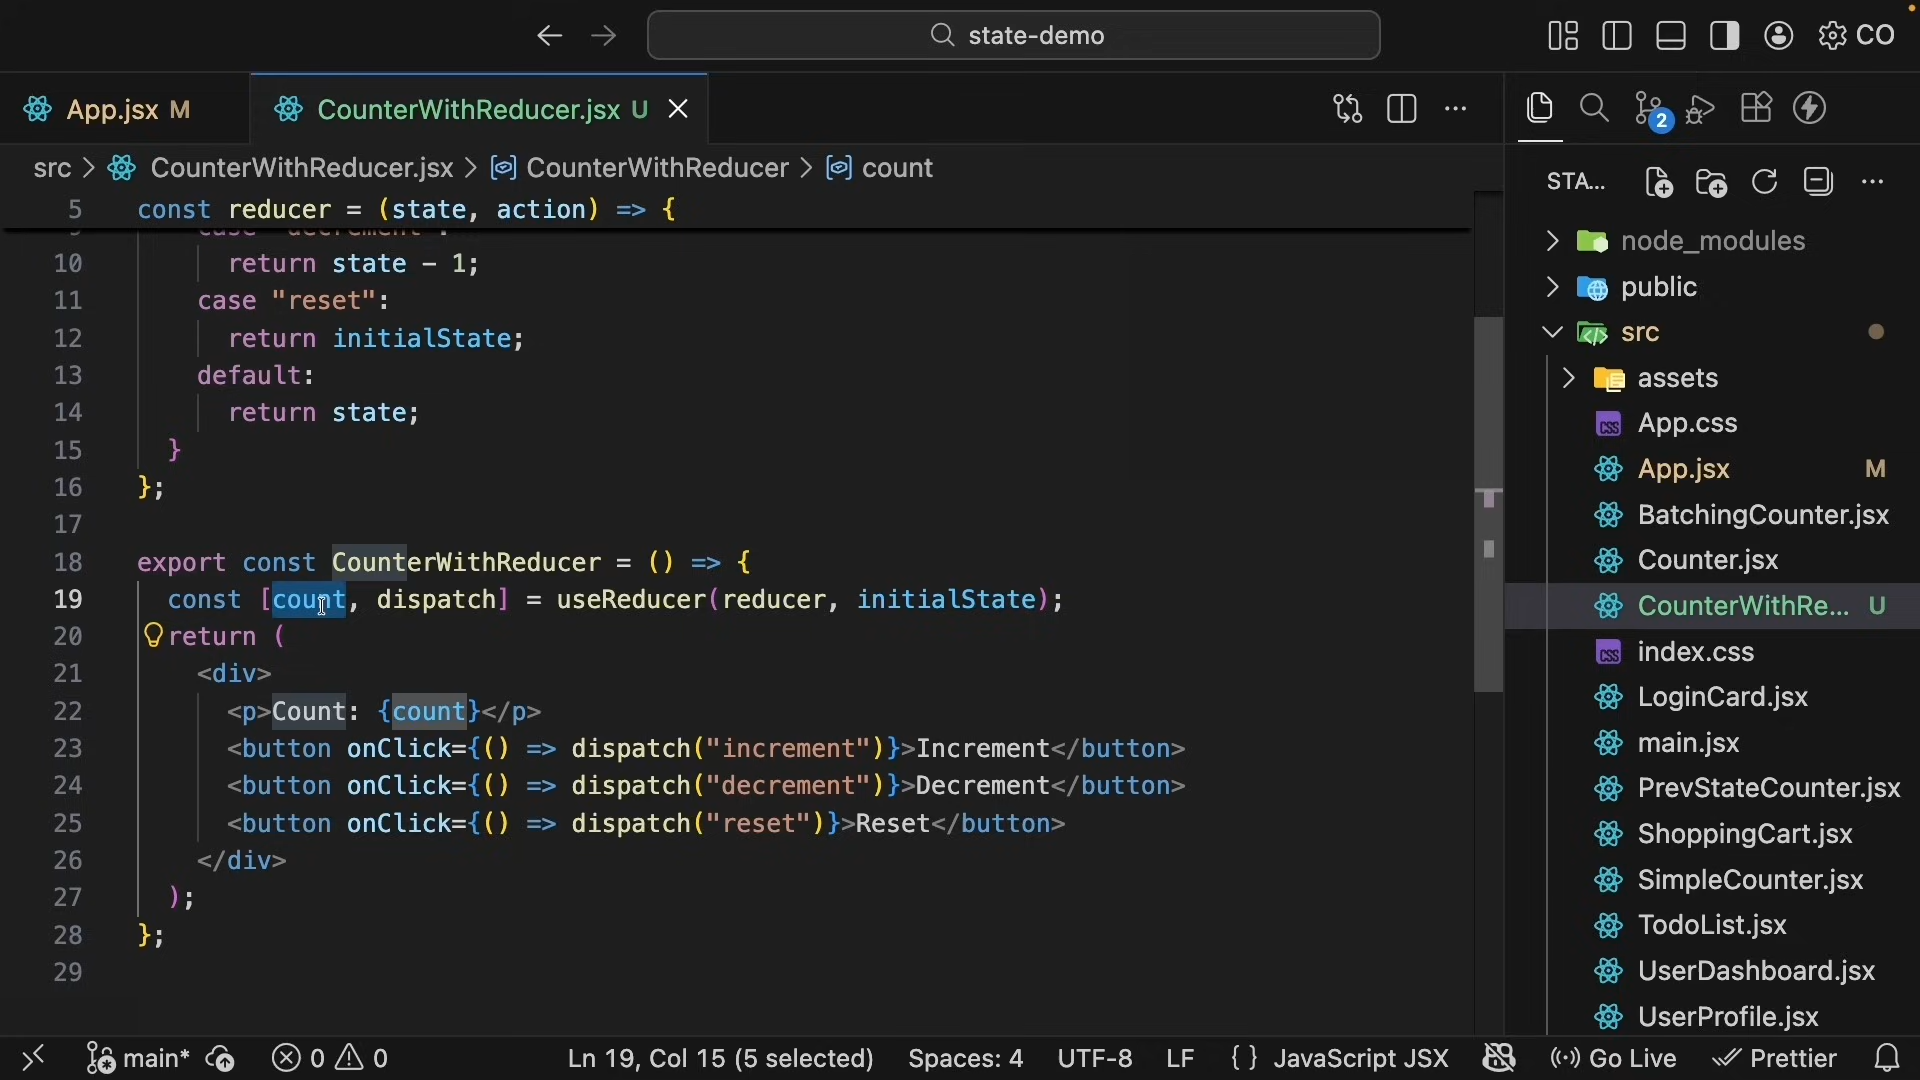 state-demo
CO
App.jsx M
CounterWithReducer.jsx U
2
src > CounterWithReducer.jsx > CounterWithReducer > count
STA...
5 const reducer = (state, action) => {
9 case "decrement":
10 return state - 1;
11 case "reset":
12 return initialState;
13 default:
14 return state;
15 }
16 };
17
18 export const CounterWithReducer = () => {
19 const [count, dispatch] = useReducer(reducer, initialState);
20 return (
21 <div>
22 <p>Count: {count}</p>
23 <button onClick={() => dispatch("increment")}>Increment</button>
24 <button onClick={() => dispatch("decrement")}>Decrement</button>
25 <button onClick={() => dispatch("reset")}>Reset</button>
26 </div>
27 );
28 };
29
node_modules
public
src
assets
App.css
App.jsx M
BatchingCounter.jsx
Counter.jsx
CounterWithRe... U
index.css
LoginCard.jsx
main.jsx
PrevStateCounter.jsx
ShoppingCart.jsx
SimpleCounter.jsx
TodoList.jsx
UserDashboard.jsx
UserProfile.jsx
main* 0 0 Ln 19, Col 15 (5 selected) Spaces: 4 UTF-8 LF { } JavaScript JSX Go Live Prettier